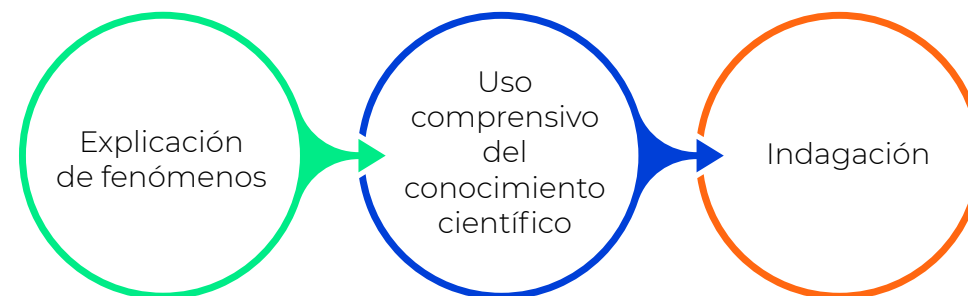 Explicación
de fenómenos
Uso
comprensivo
del
conocimiento
científico
Indagación